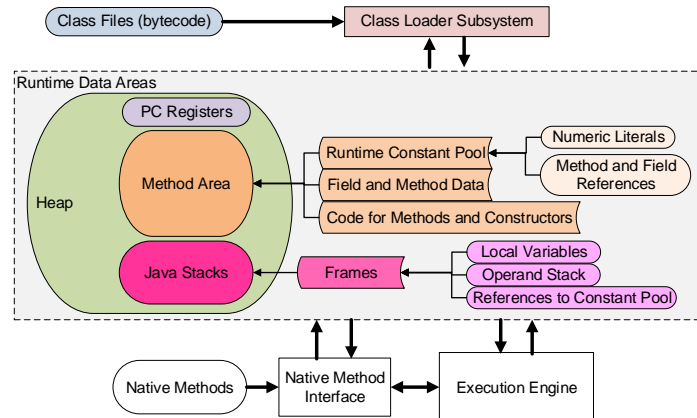 Class Files (bytecode)
Class Loader Subsystem
Runtime Data Areas
PC Registers
Numeric Literals
Runtime Constant Pool
Method and Field
References
Method Area
Field and Method Data
Heap
Code for Methods and Constructors
Local Variables
Java Stacks
Frames
Operand Stack
References to Constant Pool
Native Methods
Native Method
Interface
Execution Engine